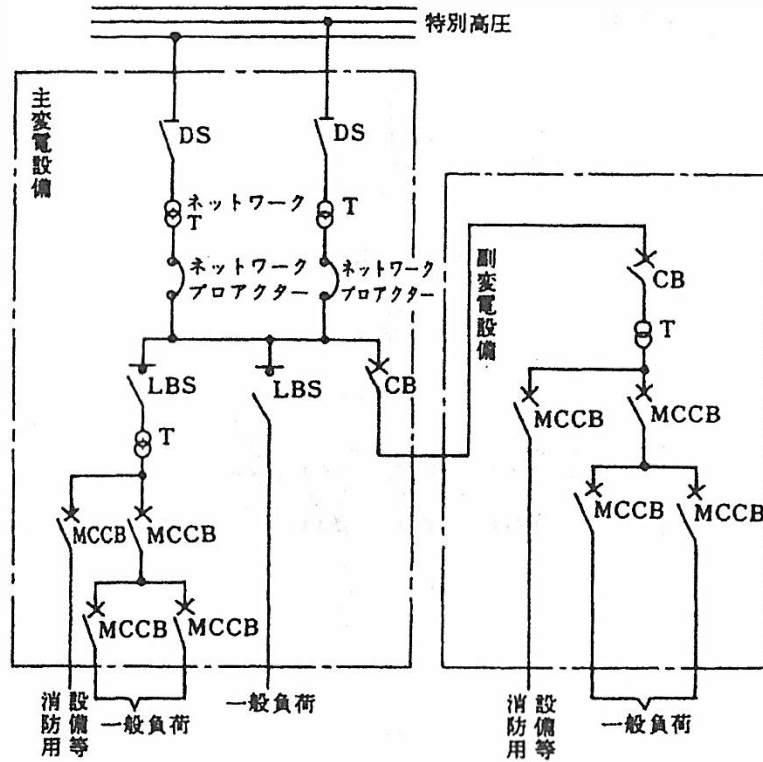 特別高圧
主変電設備
DS
DS
ネットワーク
T
T
ネットワーク
プロアクター
ネットワーク
プロアクター
副変電設備
CB
T
LBS
LBS
CB
MCCB
MCCB
T
MCCB
MCCB
MCCB
MCCB
MCCB
MCCB
消防用
設備等
一般負荷
一般負荷
消防用
設備等
一般負荷